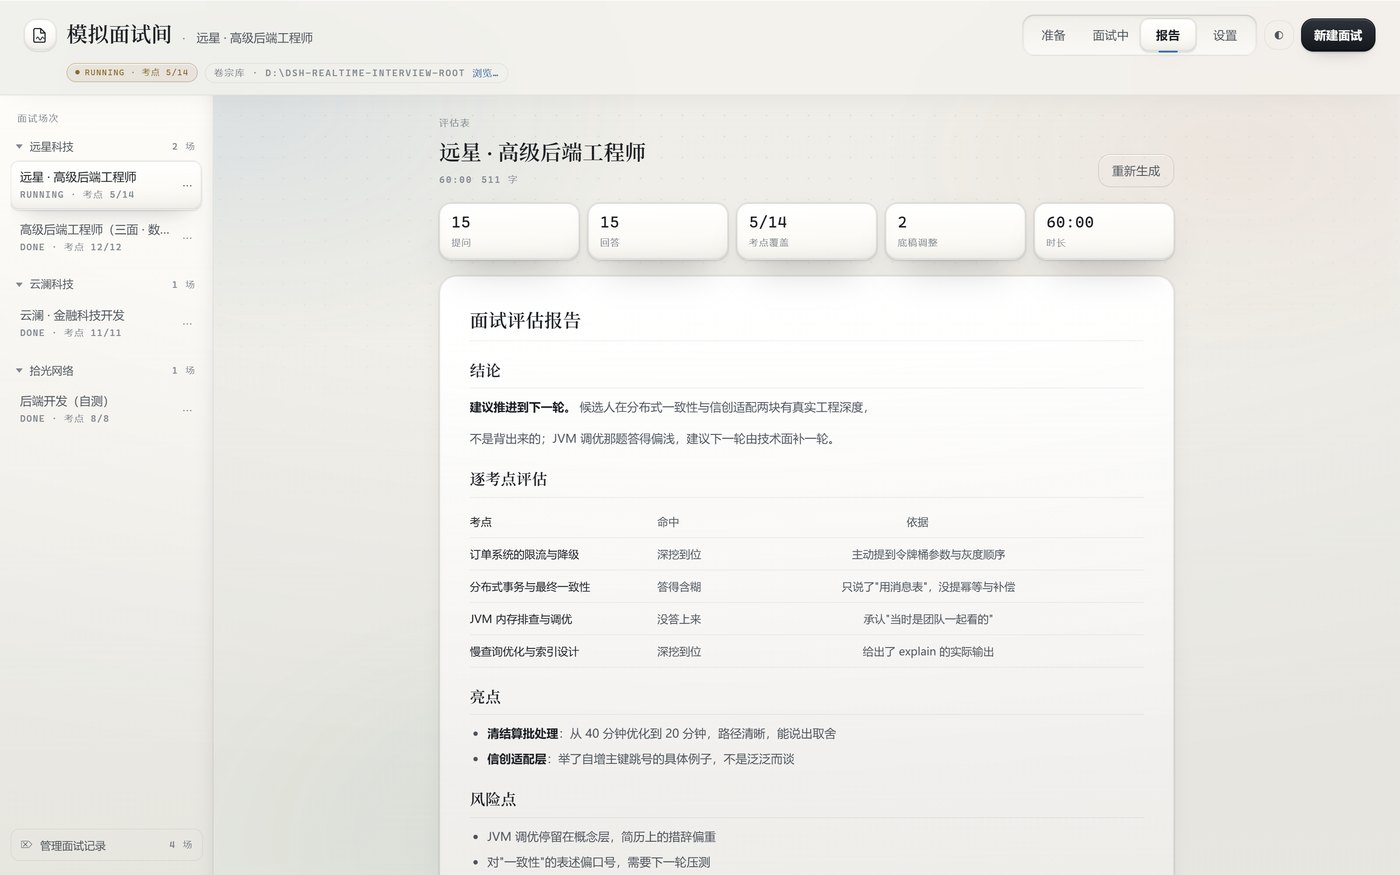 模拟面试间 · 远星 · 高级后端工程师
准备 面试中 报告 设置 新建面试
RUNNING · 考点 5/14 卷宗库 · D:\DSH-REALTIME-INTERVIEW-ROOT 浏览…
面试场次
远星科技 2 场
远星 · 高级后端工程师 ...
RUNNING · 考点 5/14
高级后端工程师（三面 · 数... ...
DONE · 考点 12/12
云澜科技 1 场
云澜 · 金融科技开发 ...
DONE · 考点 11/11
拾光网络 1 场
后端开发（自测） ...
DONE · 考点 8/8
管理面试记录 4 场
评估表
远星 · 高级后端工程师
60:00 511 字
重新生成
15 提问
15 回答
5/14 考点覆盖
2 底稿调整
60:00 时长
面试评估报告
结论
建议推进到下一轮。 候选人在分布式一致性与信创适配两块有真实工程深度，
不是背出来的；JVM 调优那题答得偏浅，建议下一轮由技术面补一轮。
逐考点评估
考点 命中 依据
订单系统的限流与降级 深挖到位 主动提到令牌桶参数与灰度顺序
分布式事务与最终一致性 答得含糊 只说了"用消息表"，没提幂等与补偿
JVM 内存排查与调优 没答上来 承认"当时是团队一起看的"
慢查询优化与索引设计 深挖到位 给出了 explain 的实际输出
亮点
• 清结算批处理：从 40 分钟优化到 20 分钟，路径清晰，能说出取舍
• 信创适配层：举了自增主键跳号的具体例子，不是泛泛而谈
风险点
• JVM 调优停留在概念层，简历上的措辞偏重
• 对"一致性"的表述偏口号，需要下一轮压测